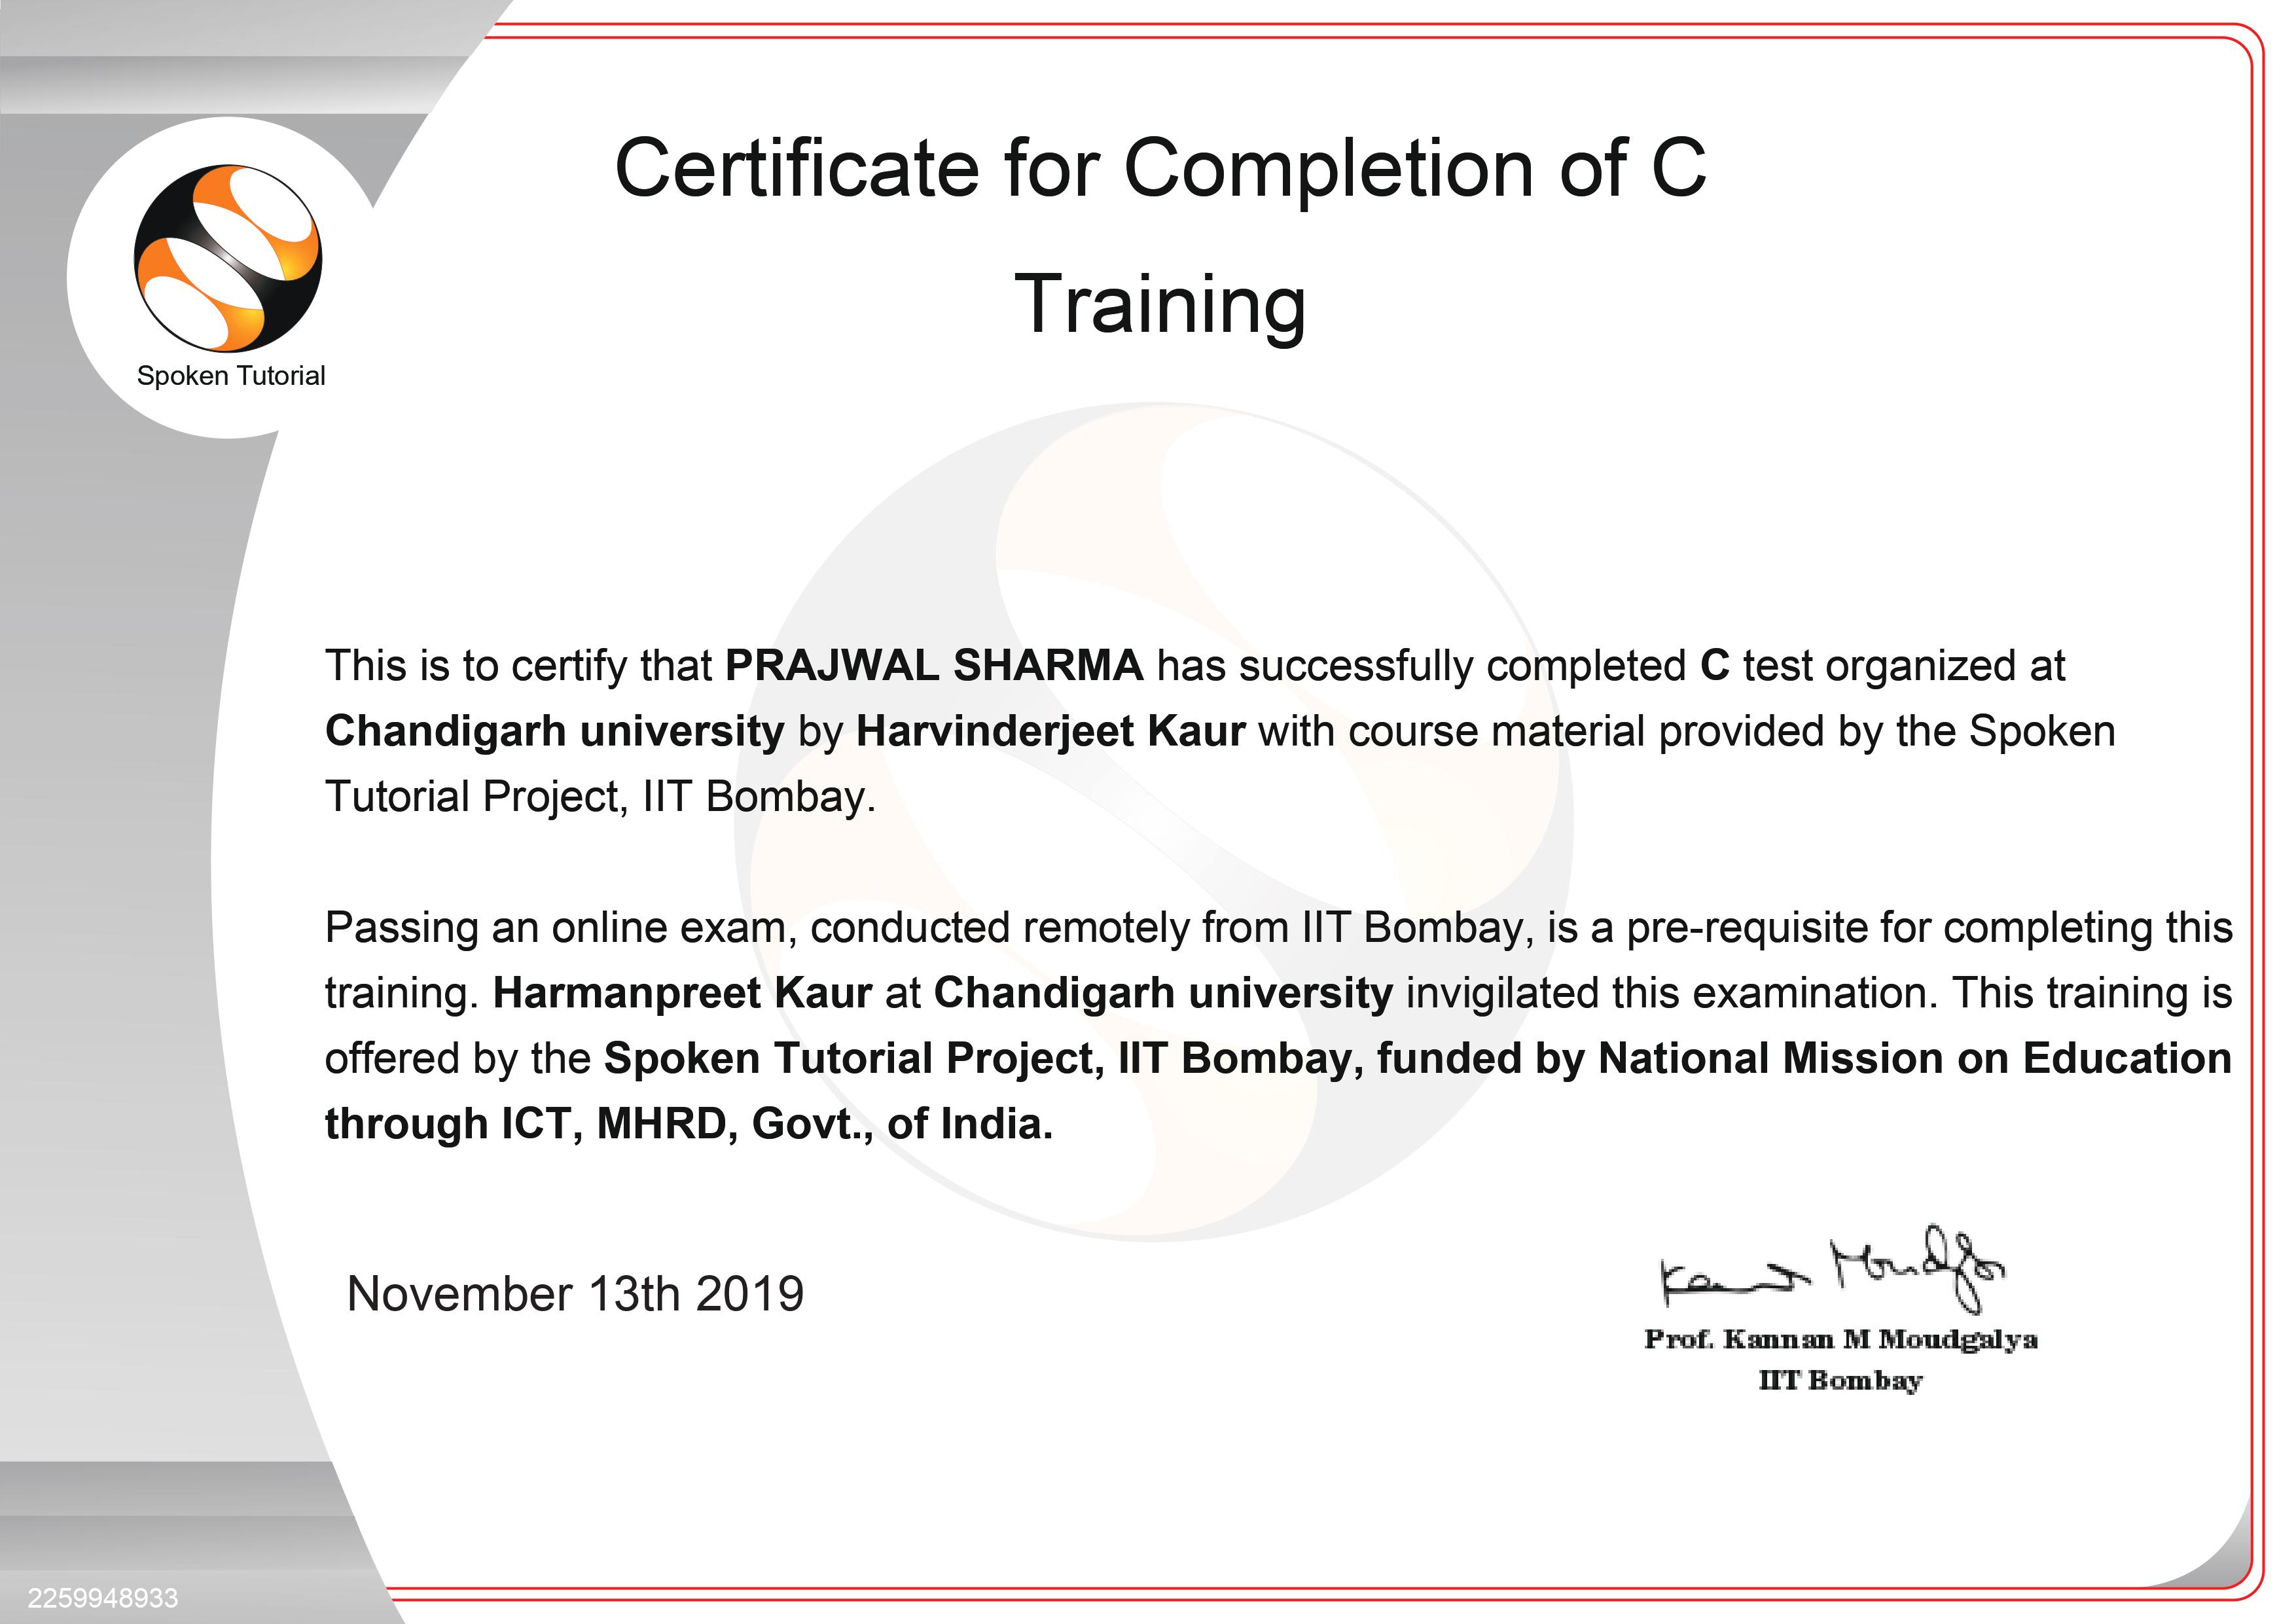 Certificate for Completion of C
Training
Spoken Tutorial
This is to certify that PRAJWAL SHARMA has successfully completed C test organized at
Chandigarh university by Harvinderjeet Kaur with course material provided by the Spoken
Tutorial Project, IIT Bombay.
Passing an online exam, conducted remotely from IIT Bombay, is a pre-requisite for completing this
training. Harmanpreet Kaur at Chandigarh university invigilated this examination. This training is
offered by the Spoken Tutorial Project, IIT Bombay, funded by National Mission on Education
through ICT, MHRD, Govt., of India.
November 13th 2019
Prof. Kannan M Moudgalya
IIT Bombay
2259948933